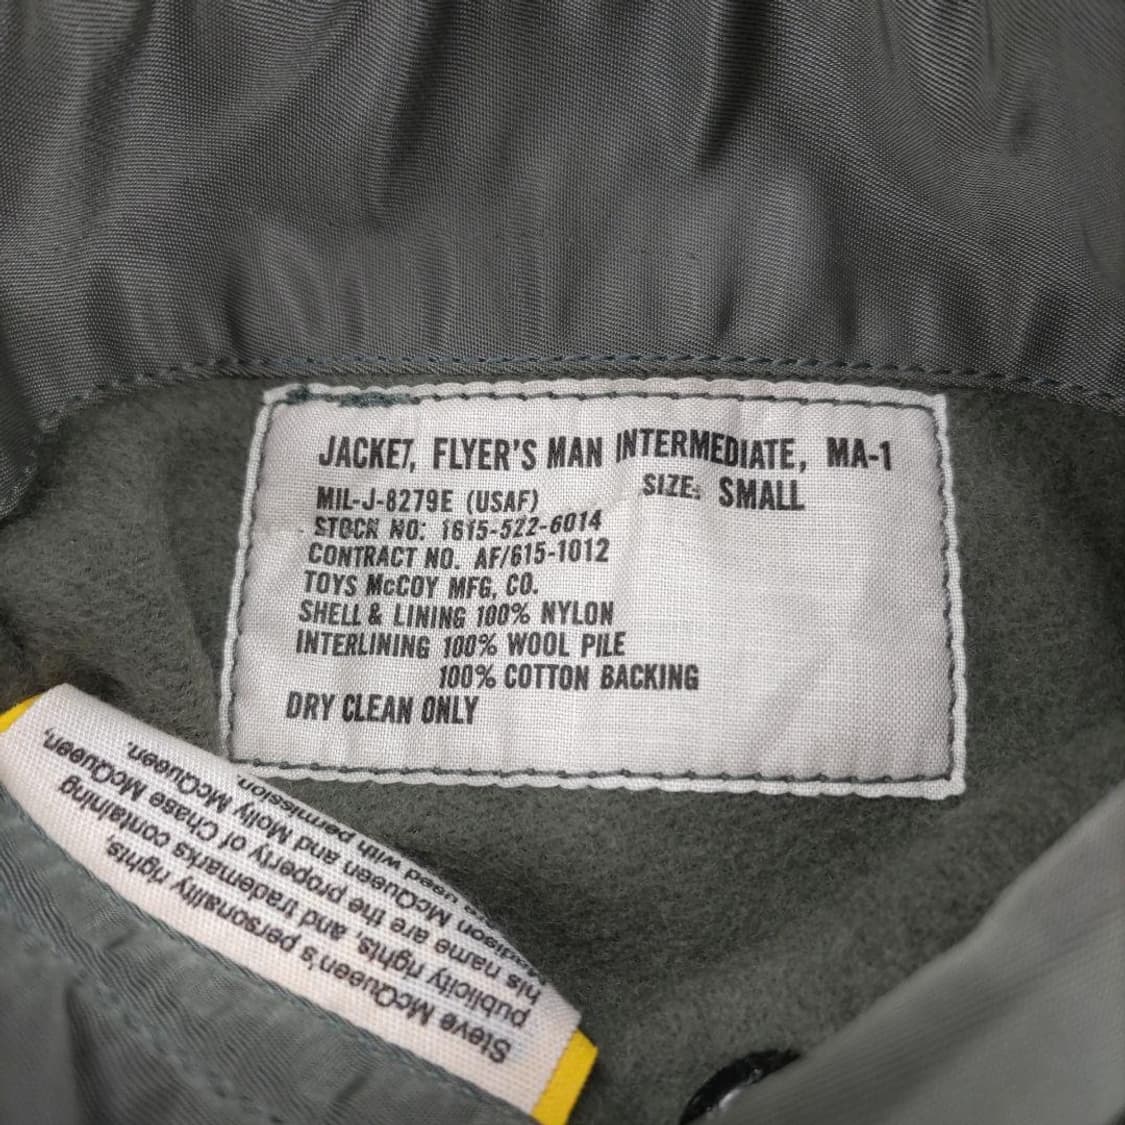 JACKET, FLYER'S MAN INTERMEDIATE, MA-1
MIL-J-8279E (USAF) SIZE: SMALL
STOCK NO: 1615-522-6014
CONTRACT NO. AF/615-1012
TOYS McCOY MFG, CO.
SHELL & LINING 100% NYLON
INTERLINING 100% WOOL PILE
100% COTTON BACKING
DRY CLEAN ONLY
Steve McQueen's personality rights,
publicity rights, and trademarks containing
his name are the property of Chase McQueen,
McQueen and Molly McQueen.
used with permission.